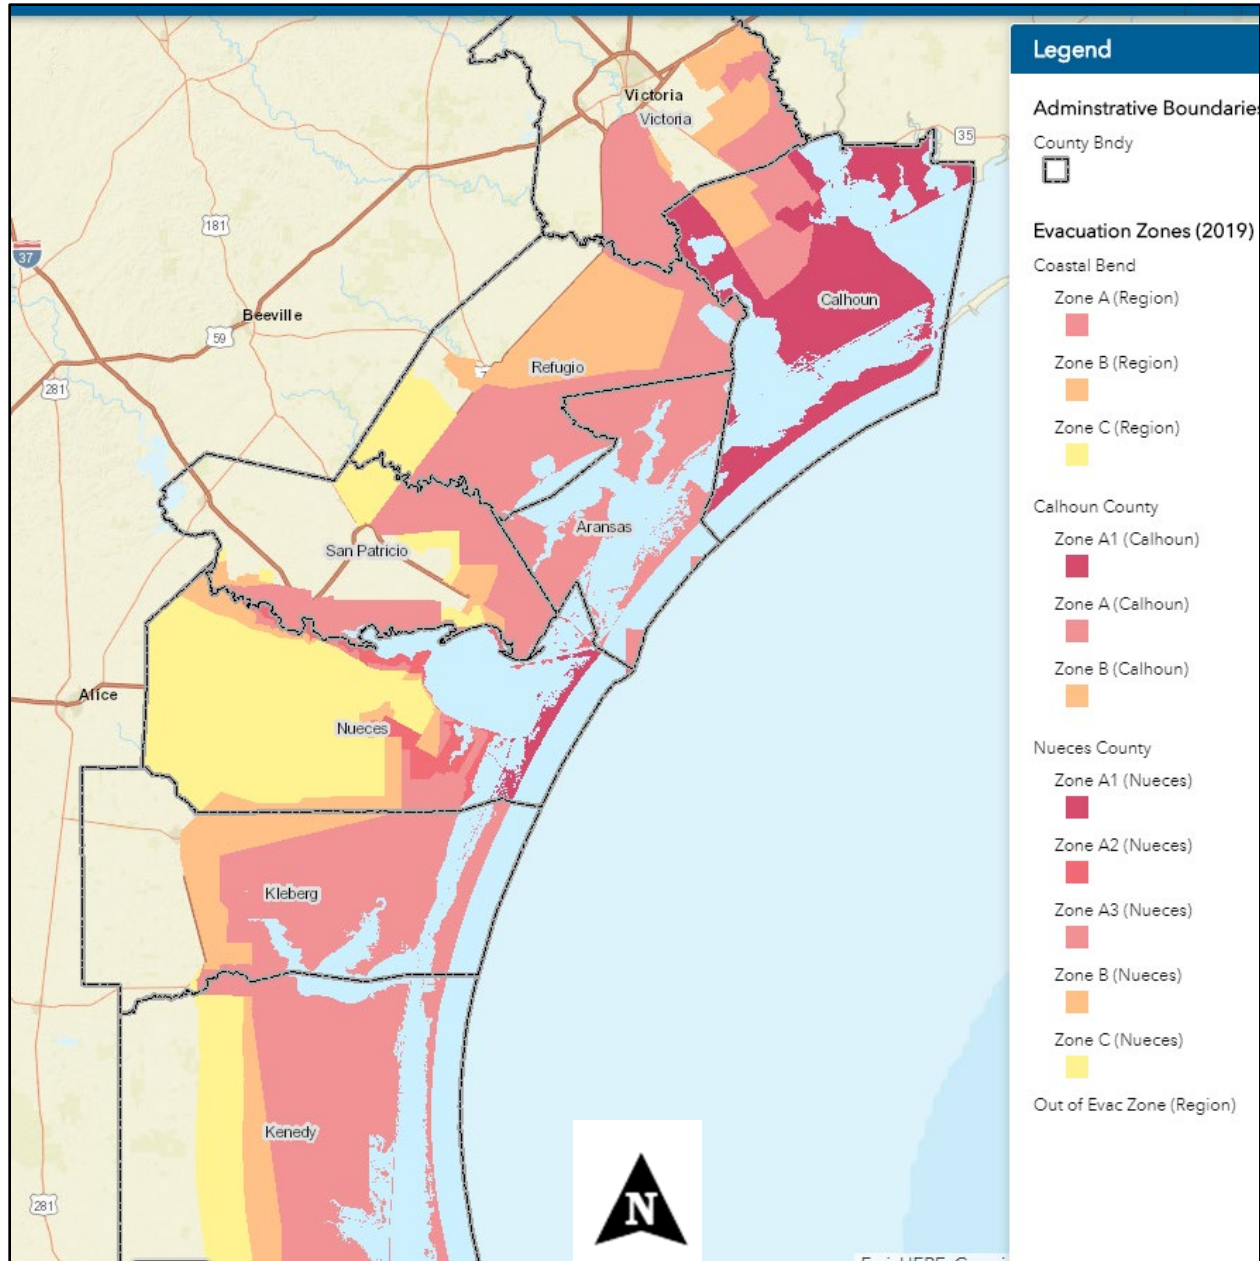 Victoria
Victoria
35
181
37
Calhoun
Beeville
59
Refugio
281
Aransas
San Patricio
Alice
Nueces
Kleberg
Kenedy
281
N
Legend
Adminstrative Boundaries
County Bndy
Evacuation Zones (2019)
Coastal Bend
Zone A (Region)
Zone B (Region)
Zone C (Region)
Calhoun County
Zone A1 (Calhoun)
Zone A (Calhoun)
Zone B (Calhoun)
Nueces County
Zone A1 (Nueces)
Zone A2 (Nueces)
Zone A3 (Nueces)
Zone B (Nueces)
Zone C (Nueces)
Out of Evac Zone (Region)